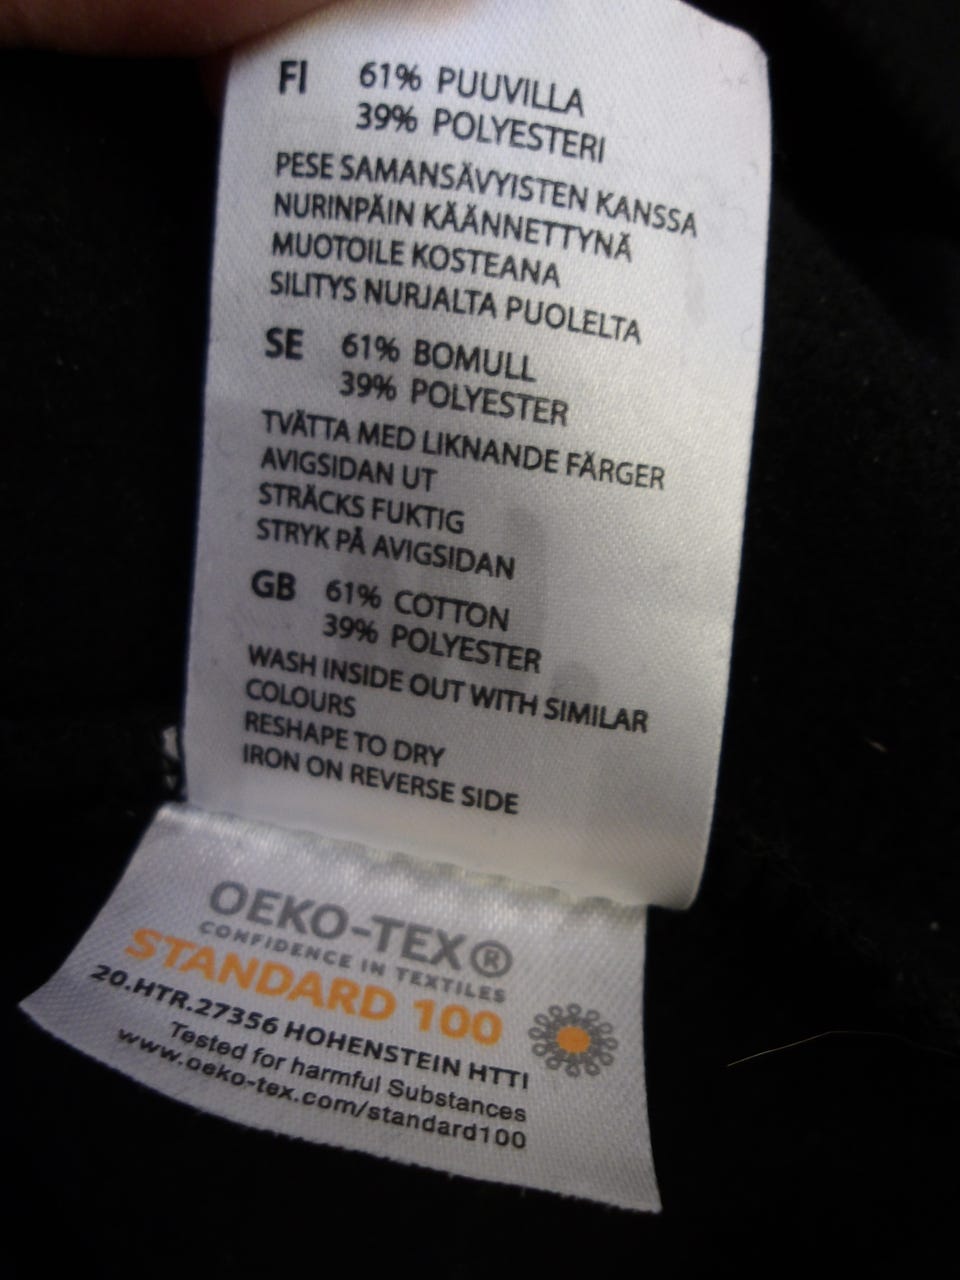 FI 61% PUUVILLA
39% POLYESTERI
PESE SAMANSÄVYISTEN KANSSA
NURINPÄIN KÄÄNNETTYNÄ
MUOTOILE KOSTEANA
SILITYS NURJALTA PUOLELTA
SE 61% BOMULL
39% POLYESTER
TVÄTTA MED LIKNANDE FÄRGER
AVIGSIDAN UT
STRÄCKS FUKTIG
STRYK PÅ AVIGSIDAN
GB 61% COTTON
39% POLYESTER
WASH INSIDE OUT WITH SIMILAR
COLOURS
RESHAPE TO DRY
IRON ON REVERSE SIDE
OEKO-TEX®
CONFIDENCE IN TEXTILES
STANDARD 100
20.HTR.27356 HOHENSTEIN HTTI
Tested for harmful Substances
www.oeko-tex.com/standard100